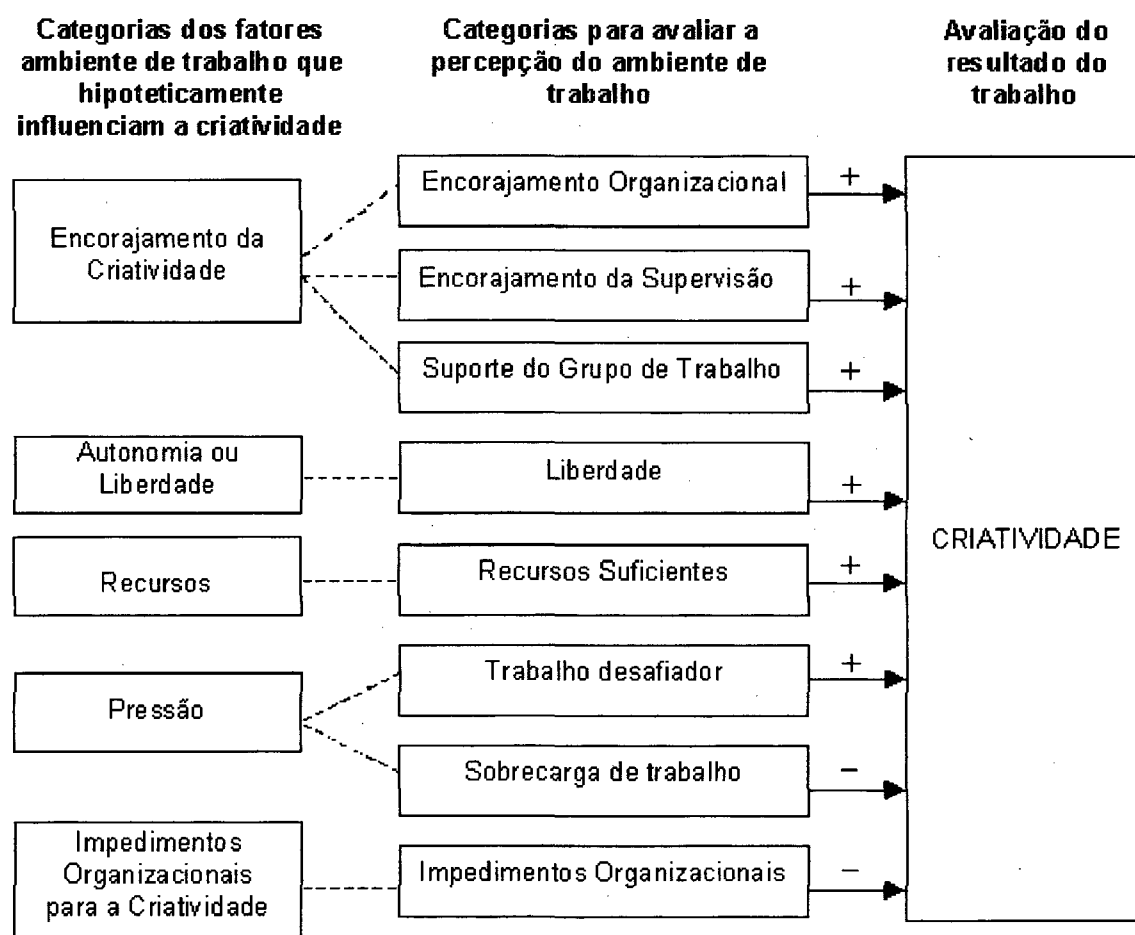 Categorias dos fatores
ambiente de trabalho que
hipoteticamente
influenciam a criatividade
Categorias para avaliar a
percepção do ambiente de
trabalho
Avaliação do
resultado do
trabalho
Encorajamento da
Criatividade
Encorajamento Organizacional
+
Encorajamento da Supervisão
+
Suporte do Grupo de Trabalho
+
Autonomia ou
Liberdade
Liberdade
+
Recursos
Recursos Suficientes
+
Pressão
Trabalho desafiador
+
Sobrecarga de trabalho
−
Impedimentos
Organizacionais
para a Criatividade
Impedimentos Organizacionais
−
CRIATIVIDADE